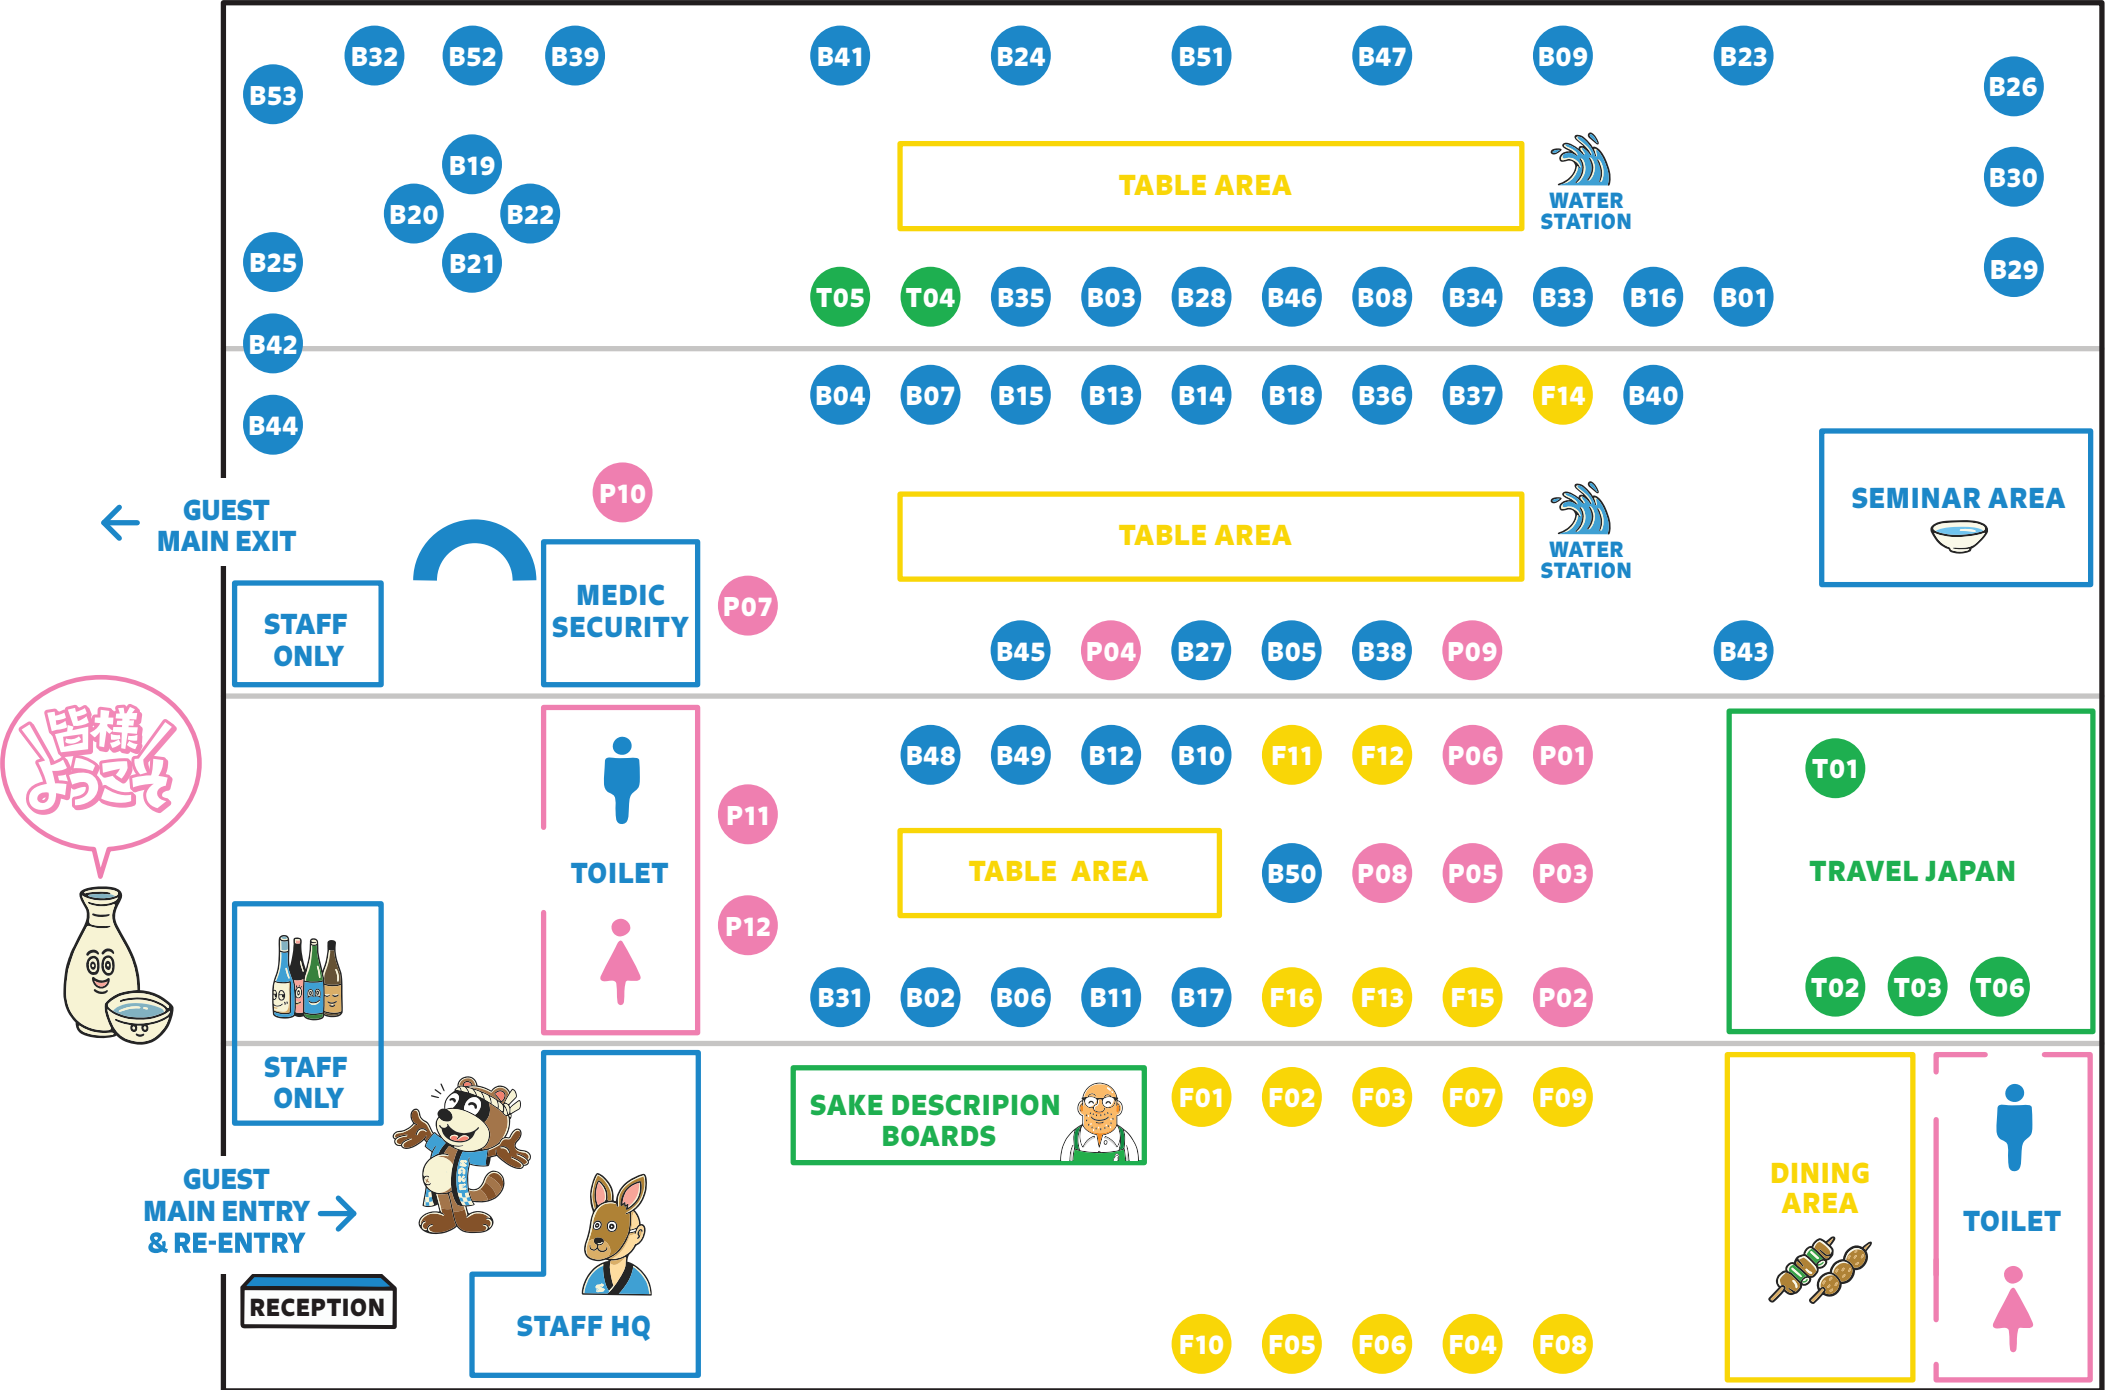 B32 B52 B39 B41 B24 B51 B47 B09 B23
B53
B26
B19
B20 B22
B21
B25
TABLE AREA
WATER
STATION
B30
B29
T05 T04 B35 B03 B28 B46 B08 B34 B33 B16 B01
B42
B44
B04 B07 B15 B13 B14 B18 B36 B37 F14 B40
GUEST
MAIN EXIT
P10
MEDIC
SECURITY
P07
STAFF
ONLY
TABLE AREA
WATER
STATION
SEMINAR AREA
B45 P04 B27 B05 B38 P09 B43
皆様
ようこそ
TOILET
P11
P12
B48 B49 B12 B10 F11 F12 P06 P01
TABLE AREA
B50 P08 P05 P03
B31 B02 B06 B11 B17 F16 F13 F15 P02
T01
TRAVEL JAPAN
T02 T03 T06
STAFF
ONLY
GUEST
MAIN ENTRY
& RE-ENTRY
RECEPTION
STAFF HQ
SAKE DESCRIPION
BOARDS
F01 F02 F03 F07 F09
F10 F05 F06 F04 F08
DINING
AREA
TOILET